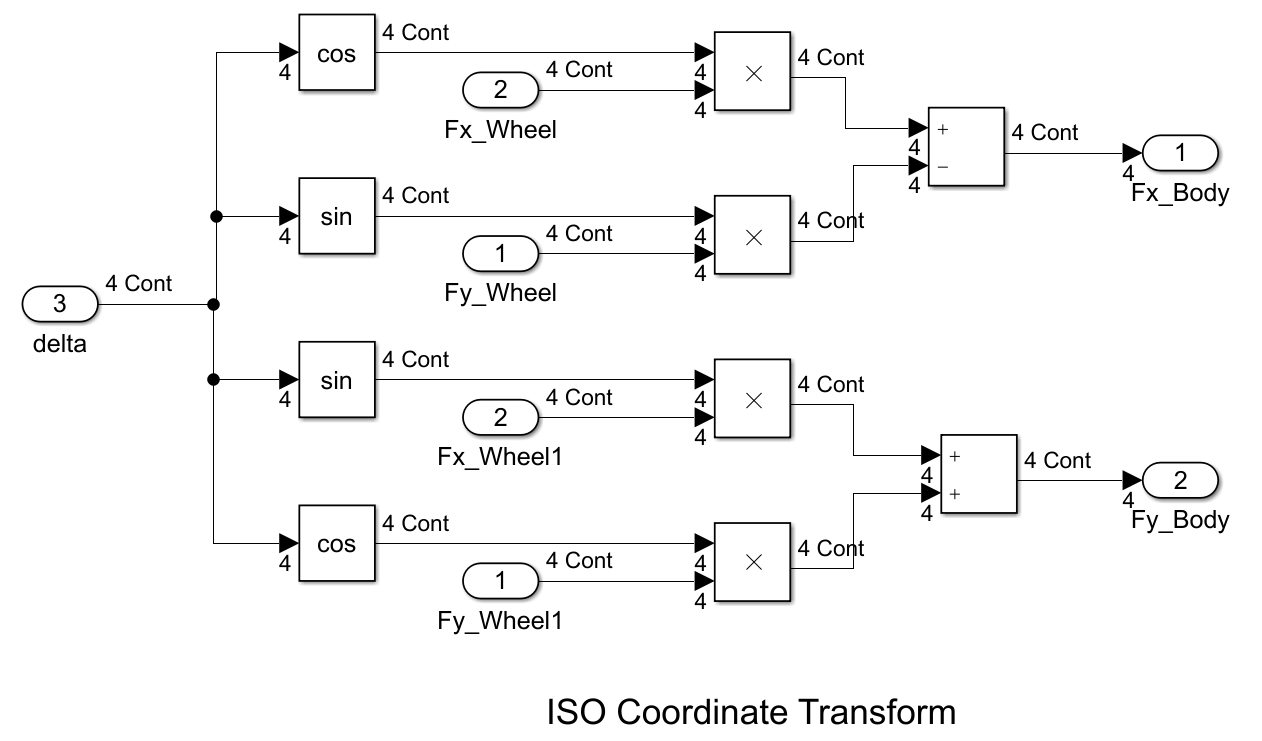 cos
4 Cont
4
4 Cont
2
4
Fx_Wheel
4
×
4 Cont
+
4
−
4
4 Cont
1
4
Fx_Body
sin
4 Cont
4
4 Cont
1
4
Fy_Wheel
4
×
4 Cont
3
4 Cont
delta
sin
4 Cont
4
4 Cont
2
4
Fx_Wheel1
4
×
4 Cont
+
4
+
4
4 Cont
2
4
Fy_Body
cos
4 Cont
4
4 Cont
1
4
Fy_Wheel1
4
×
4 Cont
ISO Coordinate Transform